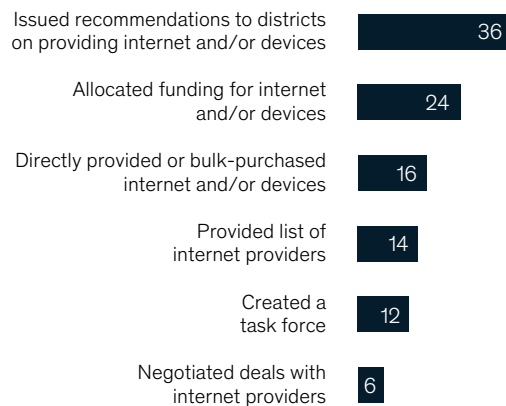 Issued recommendations to districts
on providing internet and/or devices
36
Allocated funding for internet
and/or devices
24
Directly provided or bulk-purchased
internet and/or devices
16
Provided list of
internet providers
14
Created a
task force
12
Negotiated deals with
internet providers
6